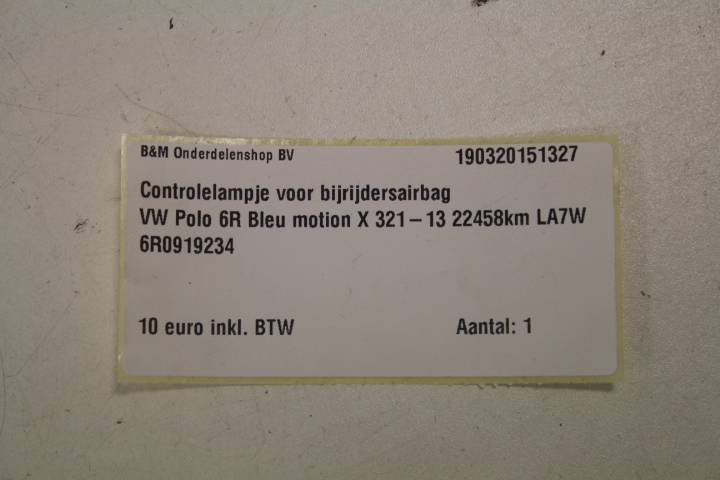 B&M Onderdelenshop BV 190320151327
Controlelampje voor bijrijdersairbag
VW Polo 6R Bleu motion X 321 – 13 22458km LA7W
6R0919234
10 euro inkl. BTW Aantal: 1